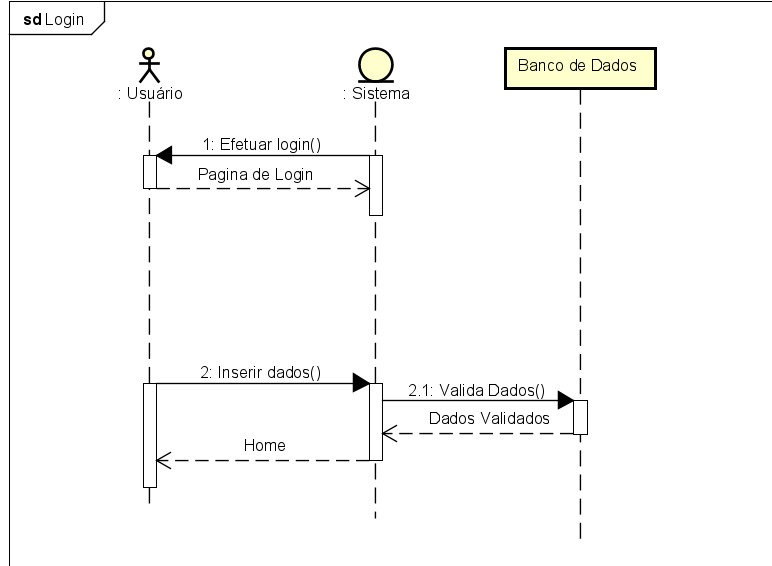 sd Login
: Usuário
: Sistema
Banco de Dados
1: Efetuar login()
Pagina de Login
2: Inserir dados()
2.1: Valida Dados()
Dados Validados
Home